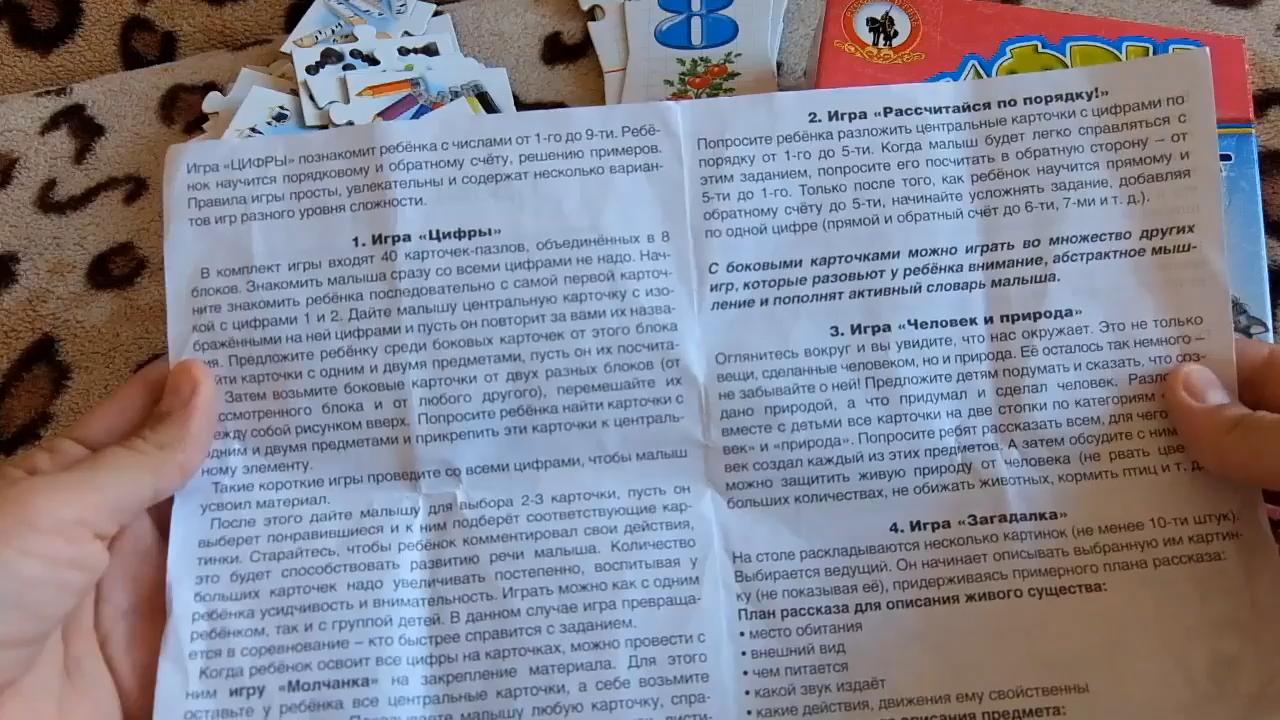 8
Игра «ЦИФРЫ» познакомит ребёнка с числами от 1-го до 9-ти. Ребё-
нок научится порядковому и обратному счёту, решению примеров.
Правила игры просты, увлекательны и содержат несколько вариан-
тов игр разного уровня сложности.
1. Игра «Цифры»
В комплект игры входят 40 карточек-пазлов, объединённых в 8
блоков. Знакомить малыша сразу со всеми цифрами не надо. Нач-
ните знакомить ребёнка последовательно с самой первой карточ-
кой с цифрами 1 и 2. Дайте малышу центральную карточку с изо-
бражёнными на ней цифрами и пусть он повторит за вами их назва-
Предложите ребёнку среди боковых карточек от этого блока
карточки с одним и двумя предметами, пусть он их посчита-
Затем возьмите боковые карточки от двух разных блоков (от
блока и от любого другого), перемешайте их
собой рисунком вверх. Попросите ребёнка найти карточки с
одним и двумя предметами и прикрепить эти карточки к централь-
ному элементу.
Такие короткие игры проведите со всеми цифрами, чтобы малыш
усвоил материал.
После этого дайте малышу для выбора 2-3 карточки, пусть он
выберет понравившиеся и к ним подберёт соответствующие кар-
тинки. Старайтесь, чтобы ребёнок комментировал свои действия,
это будет способствовать развитию речи малыша. Количество
больших карточек надо увеличивать постепенно, воспитывая у
ребёнка усидчивость и внимательность. Играть можно как с одним
ребёнком, так и с группой детей. В данном случае игра превраща-
ется в соревнование – кто быстрее справится с заданием.
Когда ребёнок освоит все цифры на карточках, можно провести с
ним игру «Молчанка» на закрепление материала. Для этого
оставьте у ребёнка все центральные карточки, а себе возьмите
малышу любую карточку, спра-
2. Игра «Рассчитайся по порядку!»
Попросите ребёнка разложить центральные карточки с цифрами по
порядку от 1-го до 5-ти. Когда малыш будет легко справляться с
этим заданием, попросите его посчитать в обратную сторону – от
5-ти до 1-го. Только после того, как ребёнок научится прямому и
обратному счёту до 5-ти, начинайте усложнять задание, добавляя
по одной цифре (прямой и обратный счёт до 6-ти, 7-ми и т. д.).
С боковыми карточками можно играть во множество других
игр, которые разовьют у ребёнка внимание, абстрактное мыш-
ление и пополнят активный словарь малыша.
3. Игра «Человек и природа»
Оглянитесь вокруг и вы увидите, что нас окружает. Это не только
вещи, сделанные человеком, но и природа. Её осталось так немного –
не забывайте о ней! Предложите детям подумать и сказать, что соз-
дано природой, а что придумал и сделал человек.
вместе с детьми все карточки на две стопки по категориям
век» и «природа». Попросите ребят рассказать всем, для чего
век создал каждый из этих предметов. А затем обсудите с ним
можно защитить живую природу от человека (не рвать
больших количествах, не обижать животных, кормить птиц и т. д.
4. Игра «Загадалка»
На столе раскладываются несколько картинок (не менее 10-ти штук).
Выбирается ведущий. Он начинает описывать выбранную им картин-
ку (не показывая её), придерживаясь примерного плана рассказа:
План рассказа для описания живого существа:
• место обитания
• внешний вид
• чем питается
• какой звук издаёт
• какие действия, движения ему свойственны
описания предмета: